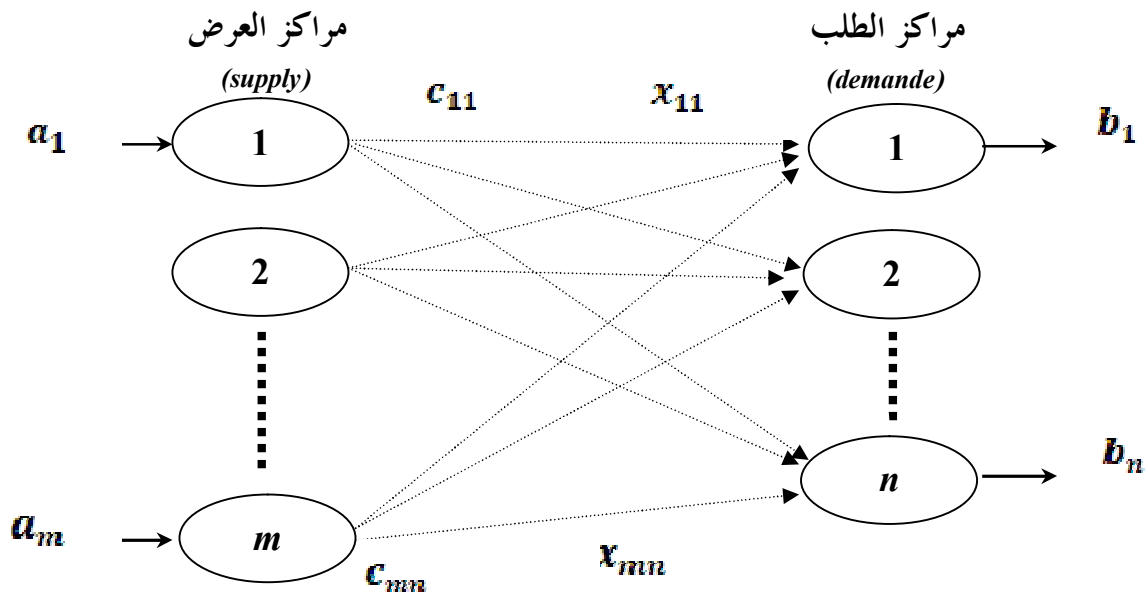 مراكز العرض
مراكز الطلب
(supply)
(demande)
c₁₁
x₁₁
a₁
1
1
b₁
2
2
aₘ
m
n
bₙ
cₘₙ
xₘₙ